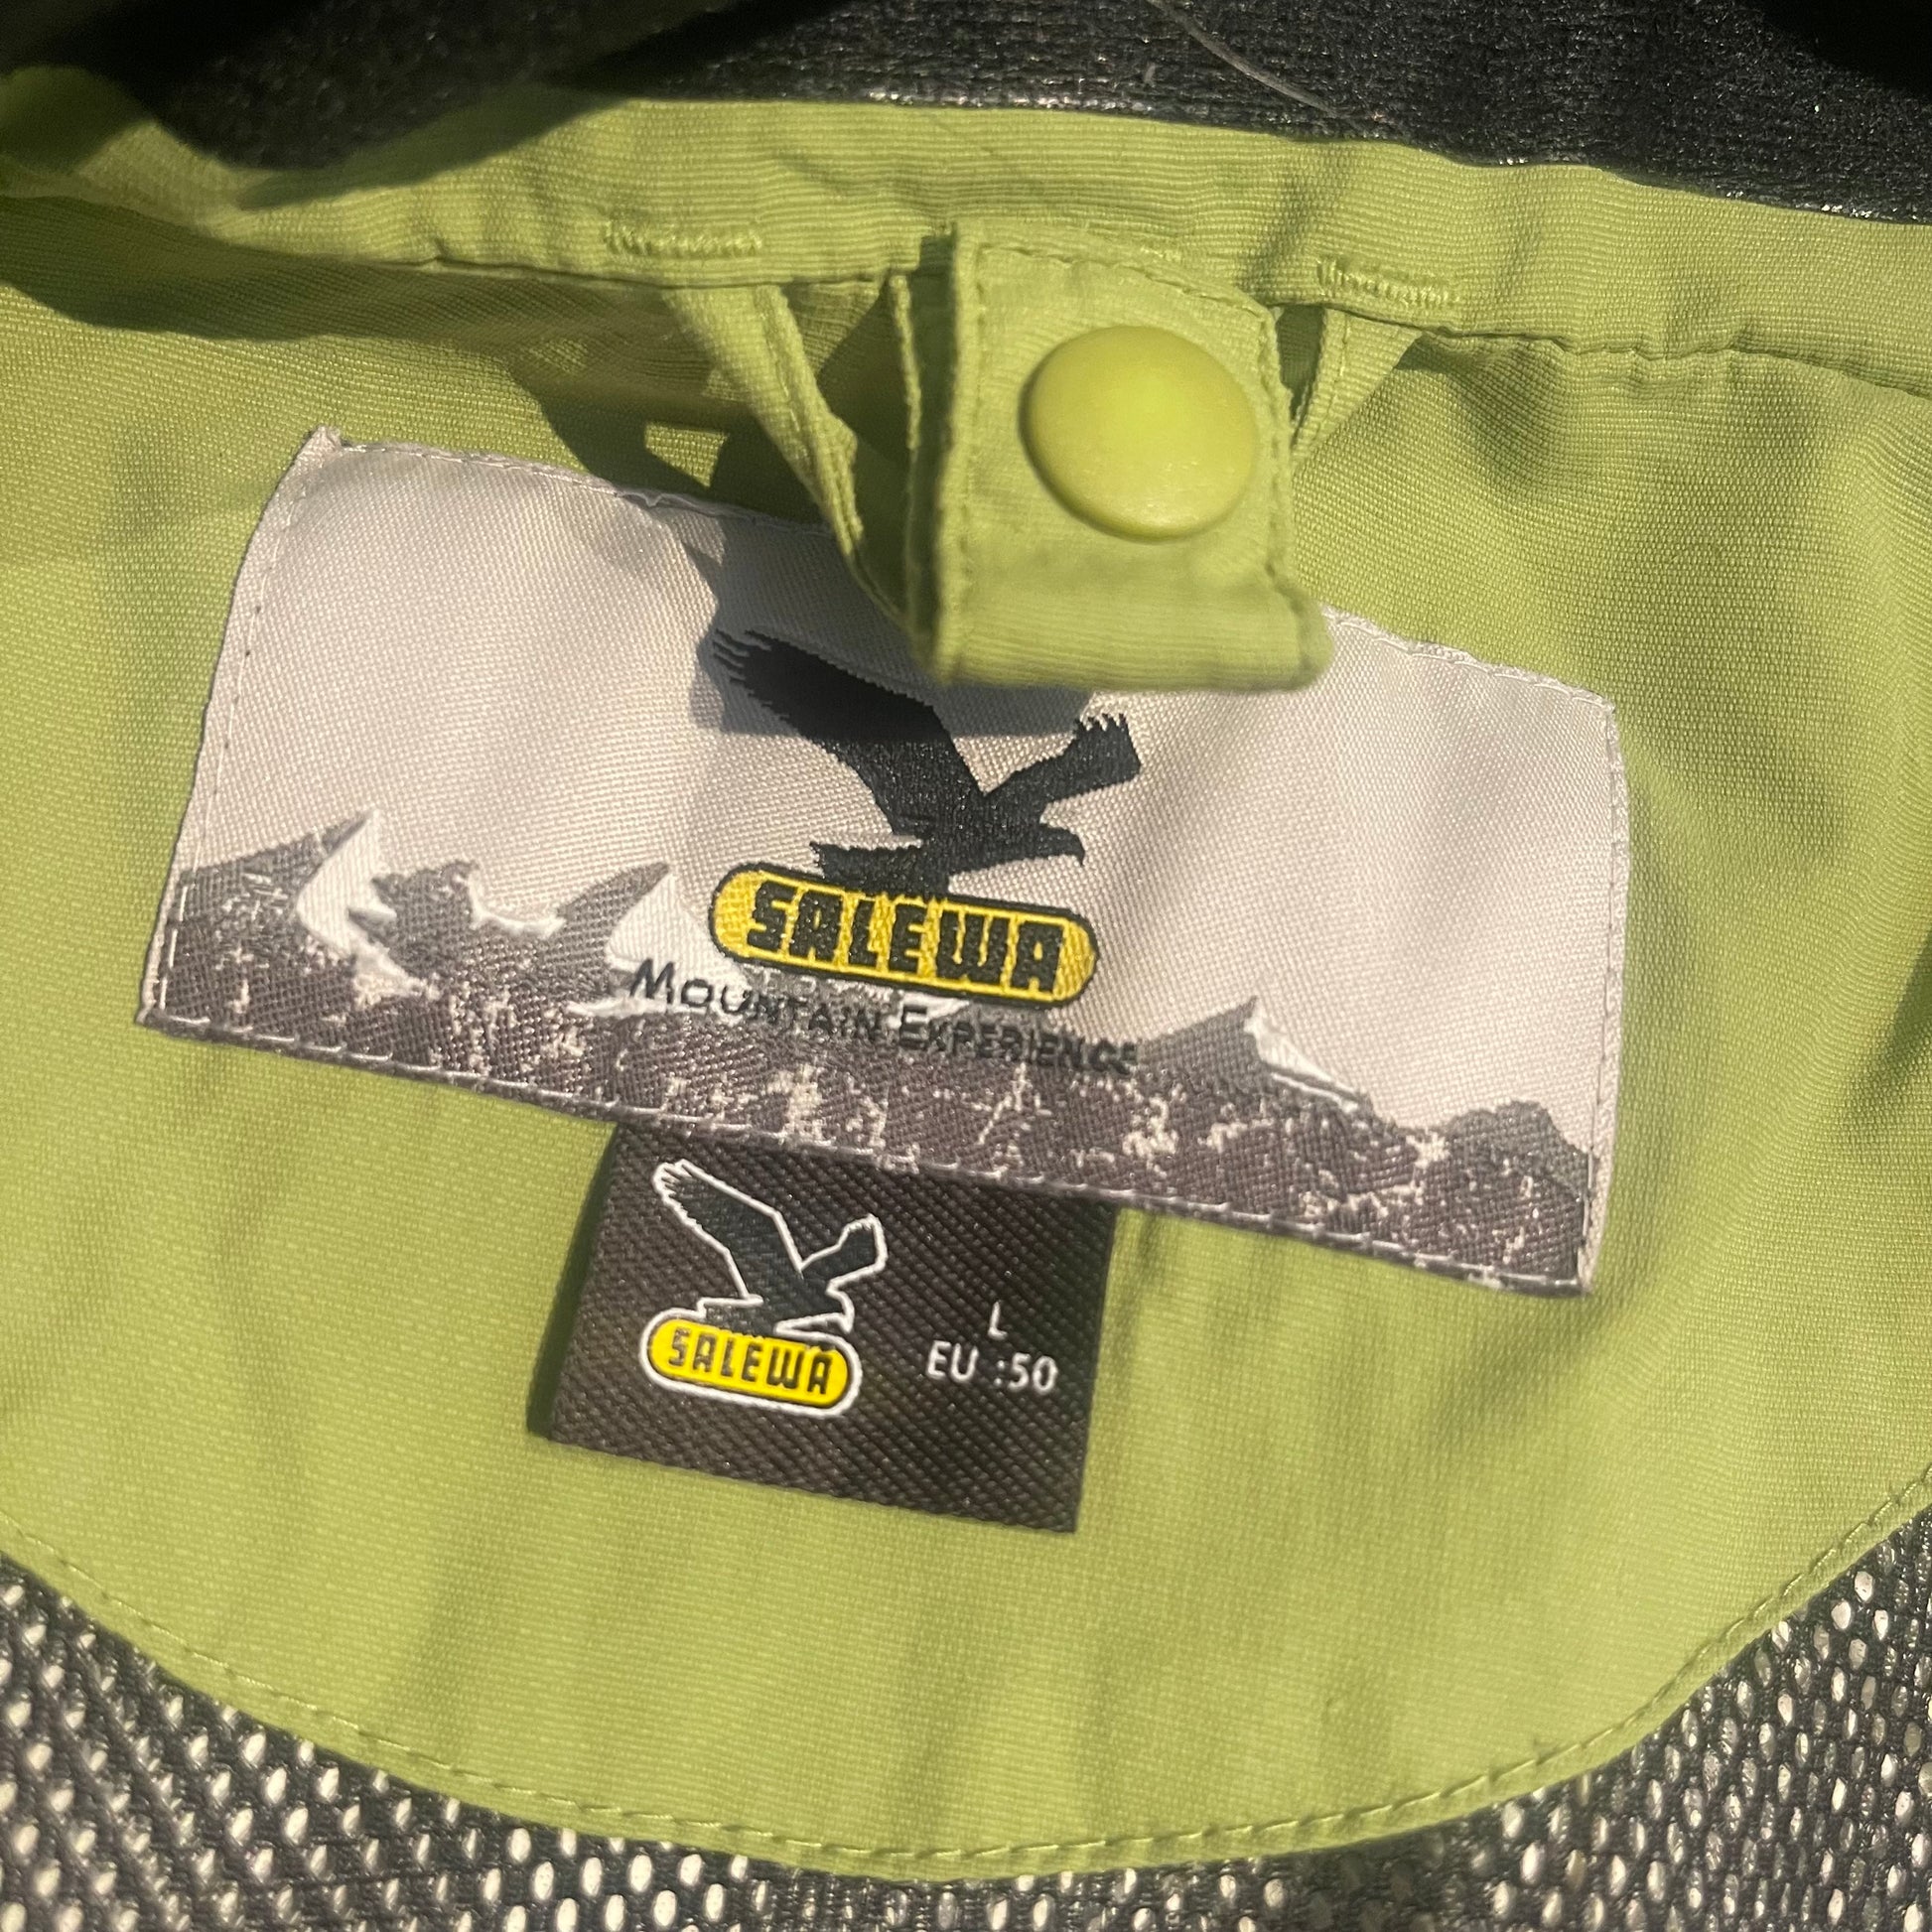 SALEWA
MOUNTAIN EXPERIENCE
SALEWA
L
EU :50